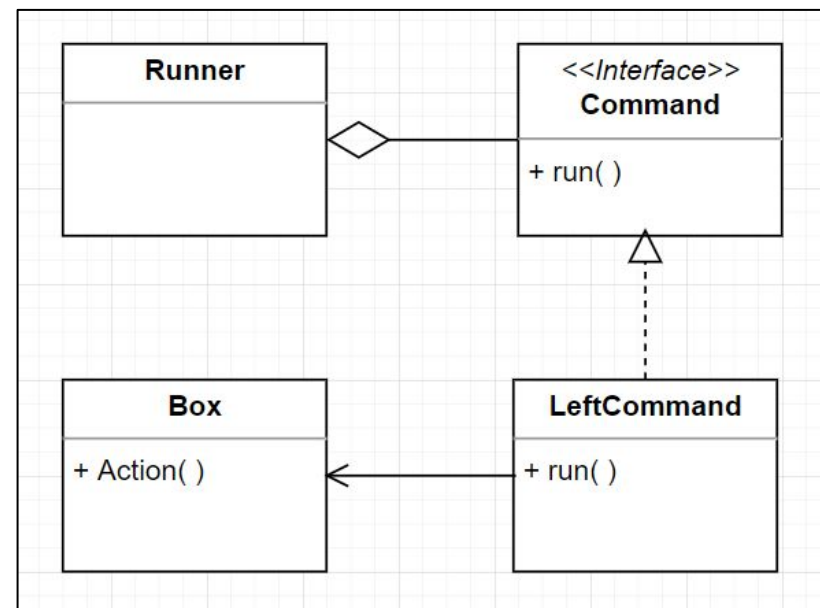 Runner
<<Interface>>
Command
+ run( )
Box
+ Action( )
LeftCommand
+ run( )